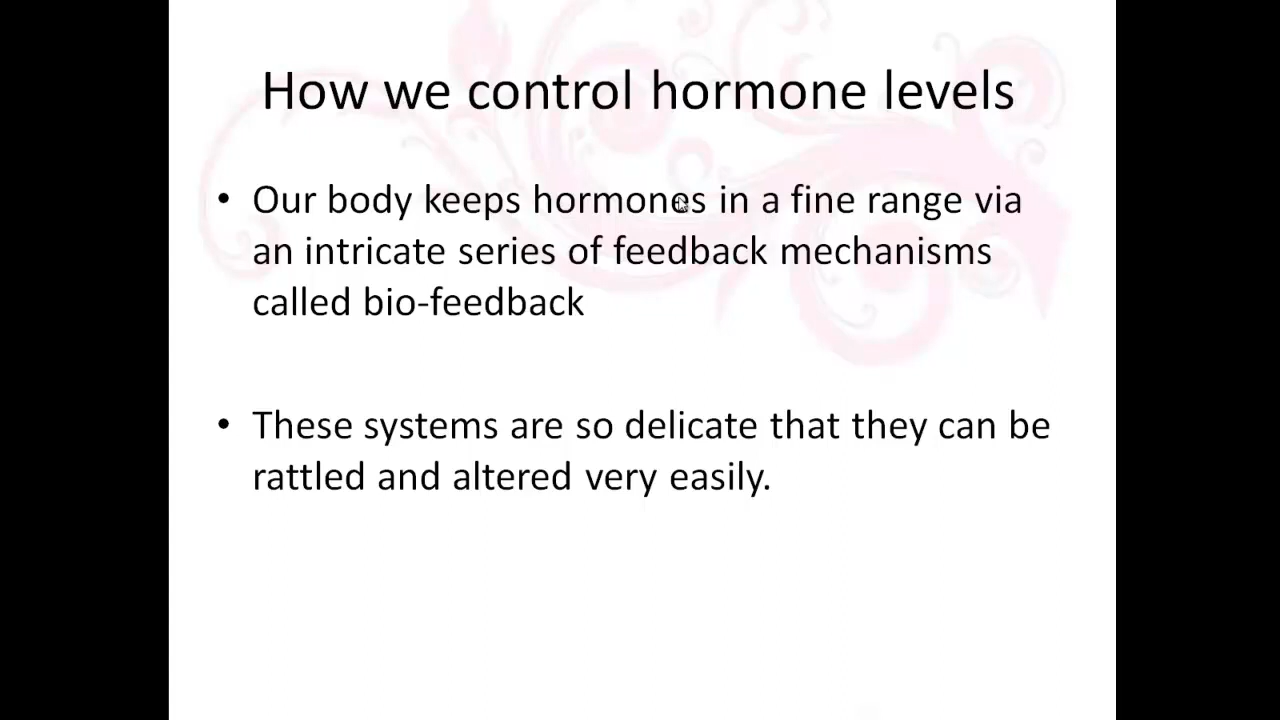 How we control hormone levels
• Our body keeps hormones in a fine range via
an intricate series of feedback mechanisms
called bio-feedback
• These systems are so delicate that they can be
rattled and altered very easily.